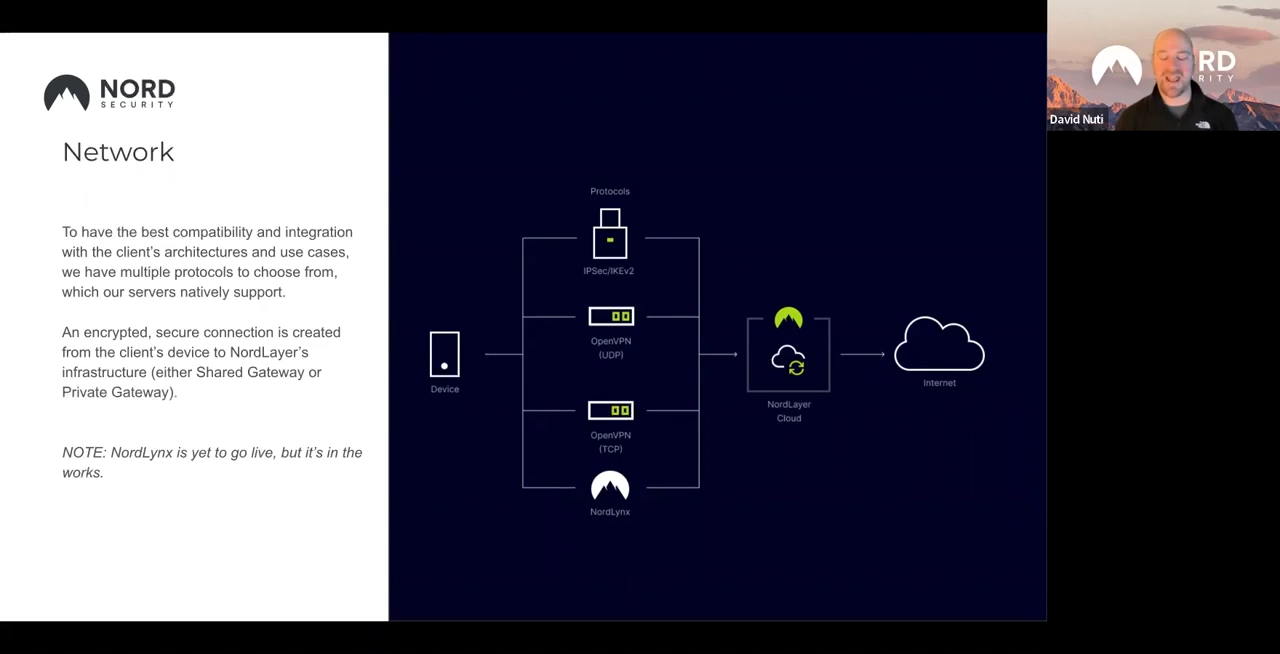 NORD
SECURITY
Network
To have the best compatibility and integration
with the client's architectures and use cases,
we have multiple protocols to choose from,
which our servers natively support.
An encrypted, secure connection is created
from the client's device to NordLayer's
infrastructure (either Shared Gateway or
Private Gateway).
NOTE: NordLynx is yet to go live, but it's in the
works.
Protocols
IPSec/IKEv2
OpenVPN
(UDP)
Device
OpenVPN
(TCP)
NordLynx
NordLayer
Cloud
Internet
RD
RITY
David Nuti